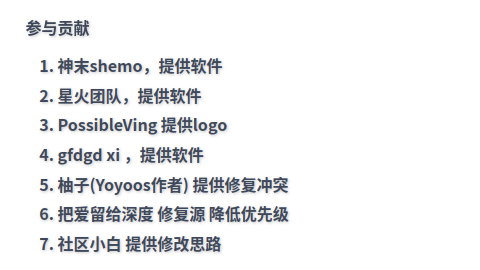 参与贡献
1. 神末shemo，提供软件
2. 星火团队，提供软件
3. PossibleVing 提供logo
4. gfdgd xi ，提供软件
5. 柚子(Yoyoos作者) 提供修复冲突
6. 把爱留给深度 修复源 降低优先级
7. 社区小白 提供修改思路